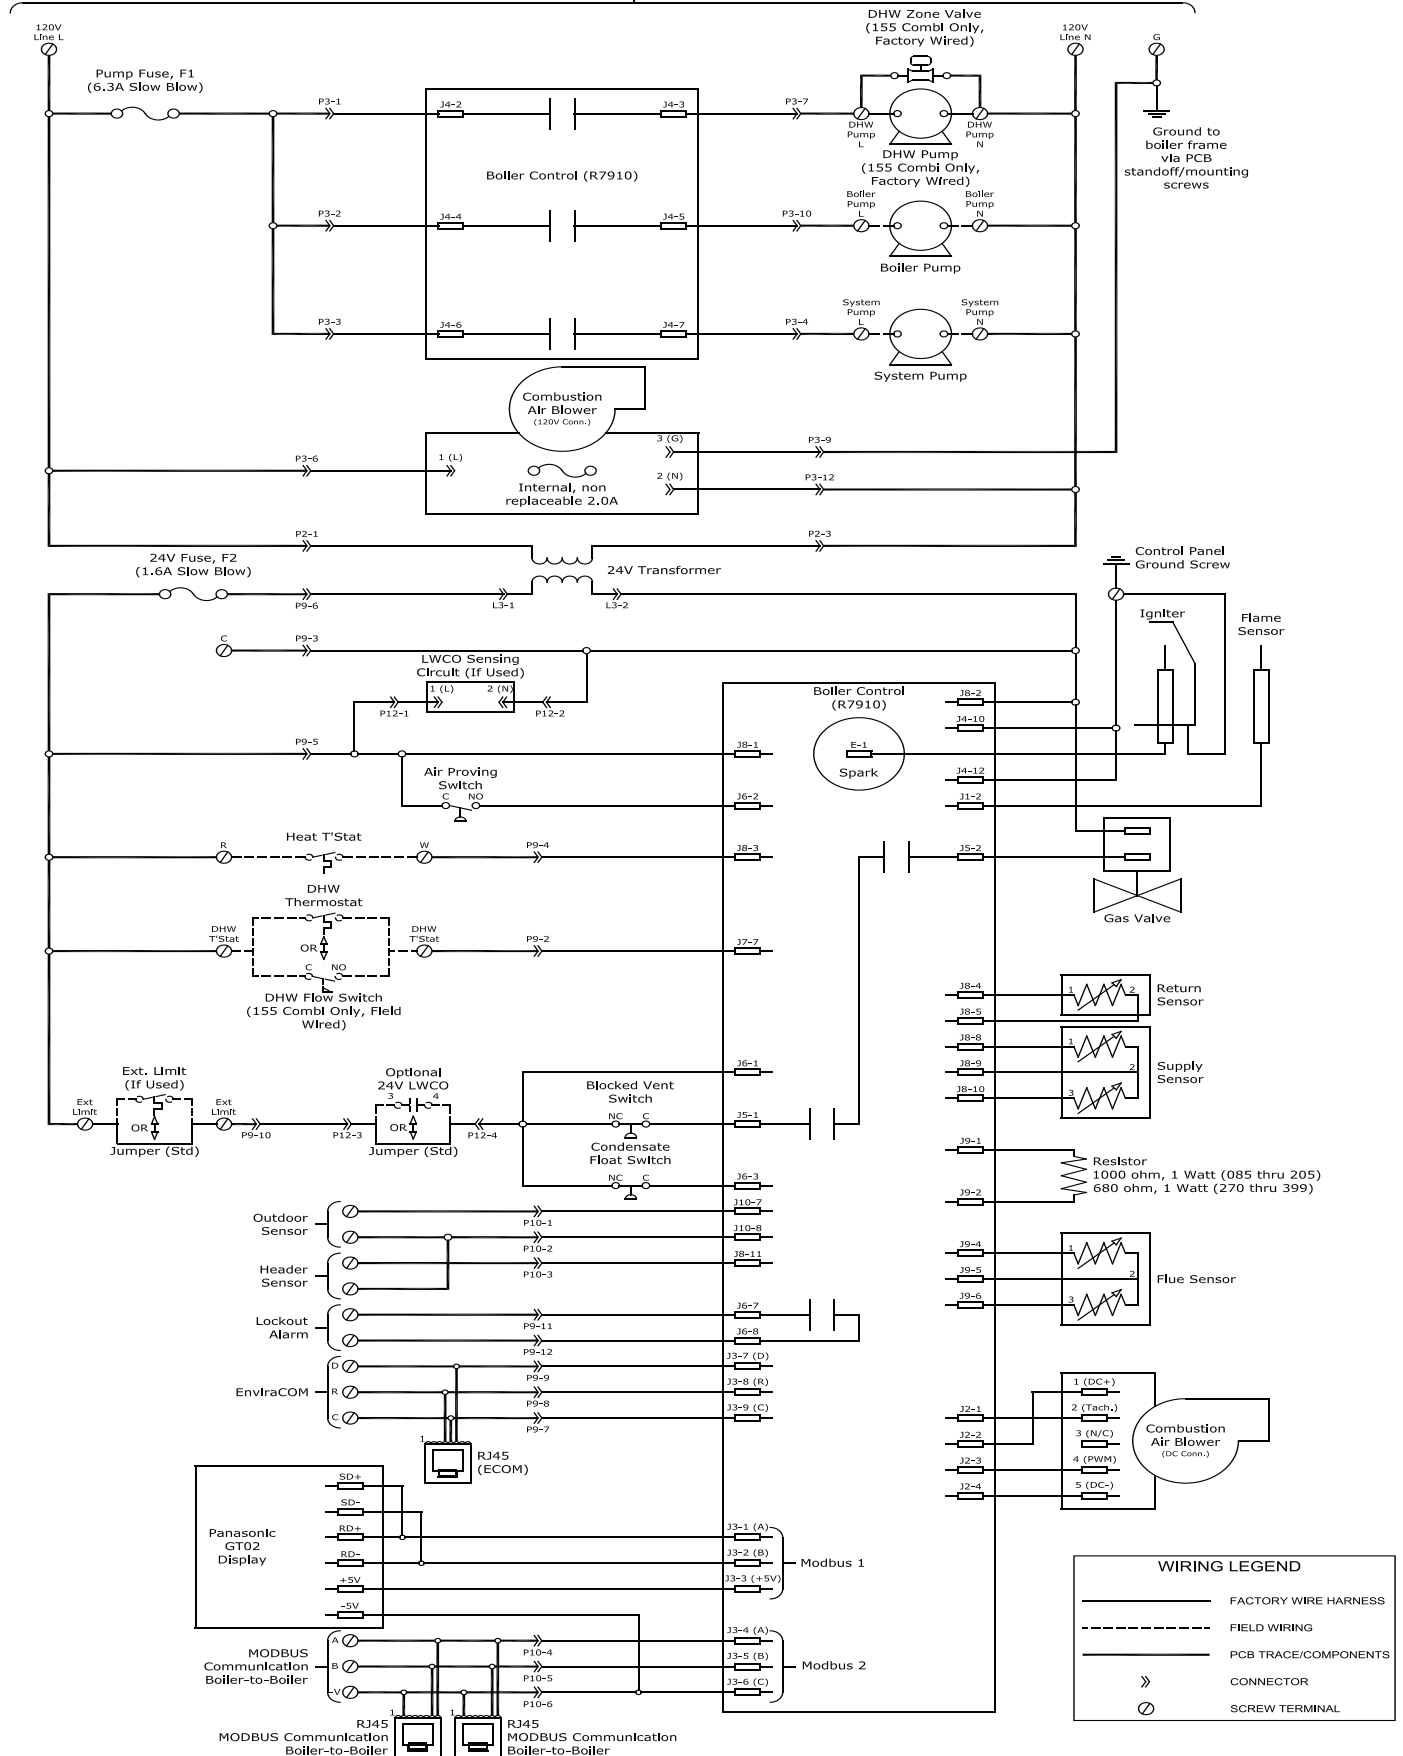 120V
Line L
DHW Zone Valve
(155 Combi Only,
Factory Wired)
120V
Line N
G
Pump Fuse, F1
(6.3A Slow Blow)
P3-1
J4-2
J4-3
P3-7
DHW
Pump
L
DHW
Pump
N
DHW Pump
(155 Combi Only,
Factory Wired)
Ground to
boiler frame
via PCB
standoff/mounting
screws
Boiler Control (R7910)
P3-2
J4-4
J4-5
P3-10
Boiler
Pump
L
Boiler
Pump
N
Boiler Pump
P3-3
J4-6
J4-7
P3-4
System
Pump
L
System
Pump
N
System Pump
Combustion
Air Blower
(120V Conn.)
P3-6
1 (L)
3 (G)
P3-9
2 (N)
P3-12
Internal, non
replaceable 2.0A
P2-1
P2-3
24V Fuse, F2
(1.6A Slow Blow)
24V Transformer
P9-6
L3-1
L3-2
Control Panel
Ground Screw
Igniter
Flame
Sensor
C
P9-3
LWCO Sensing
Circuit (If Used)
1 (L)
2 (N)
P12-1
P12-2
Boiler Control
(R7910)
J8-2
J4-10
P9-5
J8-1
E-1
Spark
J4-12
Air Proving
Switch
C
NO
J6-2
J1-2
R
Heat T'Stat
W
P9-4
J8-3
J5-2
Gas Valve
DHW
Thermostat
DHW
T'Stat
OR
DHW
T'Stat
P9-2
J7-7
C
NO
DHW Flow Switch
(155 Combi Only, Field
Wired)
J8-4
1
2
Return
Sensor
J8-5
J8-8
1
J8-9
2
Supply
Sensor
J8-10
3
Ext. Limit
(If Used)
Optional
24V LWCO
3
4
J6-1
Blocked Vent
Switch
NC
C
J5-1
Ext
Limit
OR
Ext
Limit
P9-10
P12-3
OR
P12-4
Jumper (Std)
Jumper (Std)
Condensate
Float Switch
NC
C
J6-3
J9-1
Resistor
1000 ohm, 1 Watt (085 thru 205)
680 ohm, 1 Watt (270 thru 399)
J9-2
Outdoor
Sensor
P10-1
J10-7
P10-2
J10-8
Header
Sensor
P10-3
J8-11
J9-4
1
J9-5
2
Flue Sensor
J9-6
3
Lockout
Alarm
P9-11
J6-7
P9-12
J6-8
EnviraCOM
D
P9-9
J3-7 (D)
R
P9-8
J3-8 (R)
C
P9-7
J3-9 (C)
1
RJ45
(ECOM)
1 (DC+)
J2-1
2 (Tach.)
J2-2
3 (N/C)
J2-3
4 (PWM)
J2-4
5 (DC-)
Combustion
Air Blower
(DC Conn.)
Panasonic
GT02
Display
SD+
SD-
RD+
RD-
+5V
-5V
J3-1 (A)
J3-2 (B)
J3-3 (+5V)
Modbus 1
MODBUS
Communication
Boiler-to-Boiler
A
P10-4
J3-4 (A)
B
P10-5
J3-5 (B)
-V
P10-6
J3-6 (C)
Modbus 2
1
1
RJ45
MODBUS Communication
Boiler-to-Boiler
RJ45
MODBUS Communication
Boiler-to-Boiler
WIRING LEGEND
FACTORY WIRE HARNESS
FIELD WIRING
PCB TRACE/COMPONENTS
CONNECTOR
SCREW TERMINAL